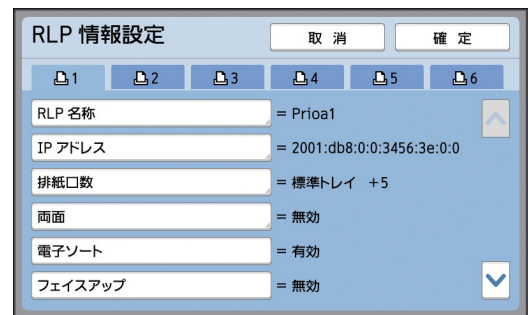 RLP 情報設定 取 消 確 定
1 2 3 4 5 6
RLP 名称 = Prioa1
IP アドレス = 2001:db8:0:0:3456:3e:0:0
排紙口数 = 標準トレイ +5
両面 = 無効
電子ソート = 有効
フェイスアップ = 無効